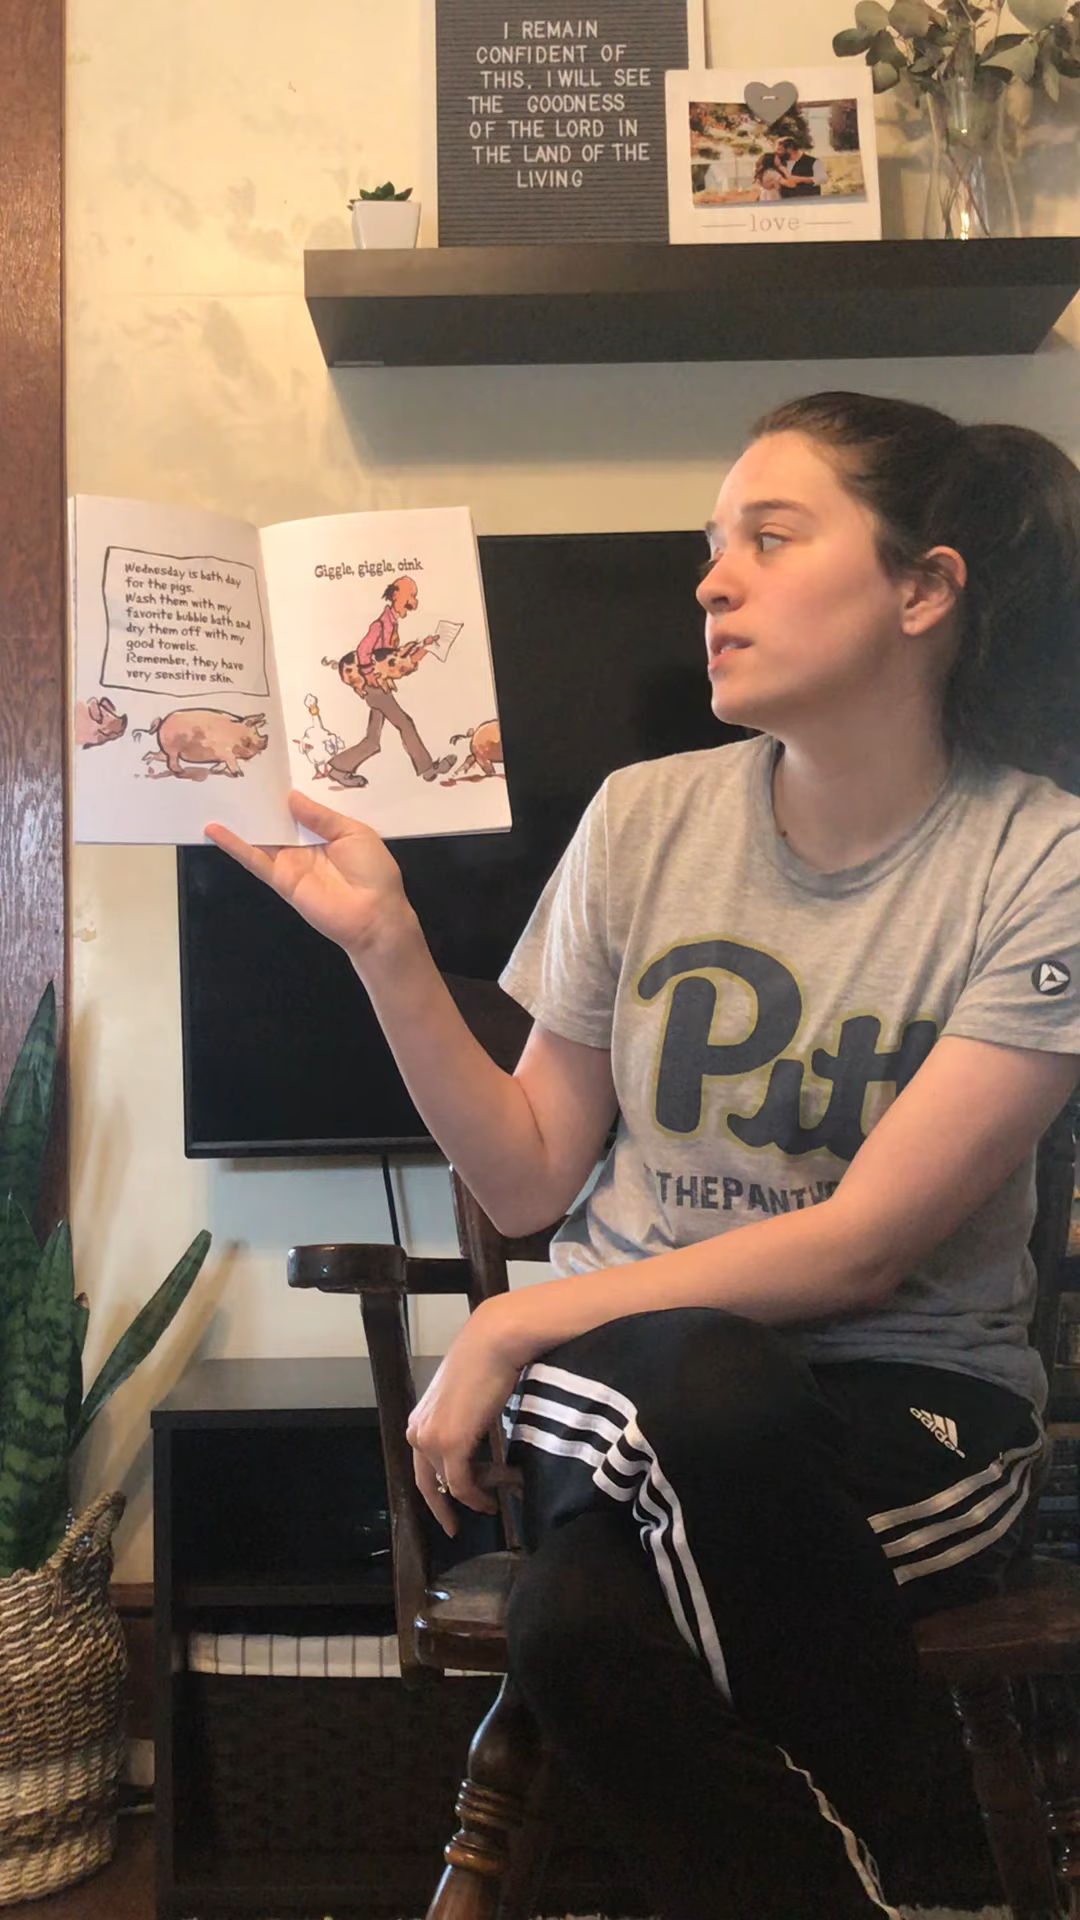 I REMAIN
CONFIDENT OF
THIS, I WILL SEE
THE GOODNESS
OF THE LORD IN
THE LAND OF THE
LIVING
love
Wednesday is bath day
for the pigs.
Wash them with my
favorite bubble bath and
dry them off with my
good towels.
Remember, they have
very sensitive skin.
Giggle, giggle, oink
Pitt
THEPANTHE
adidas